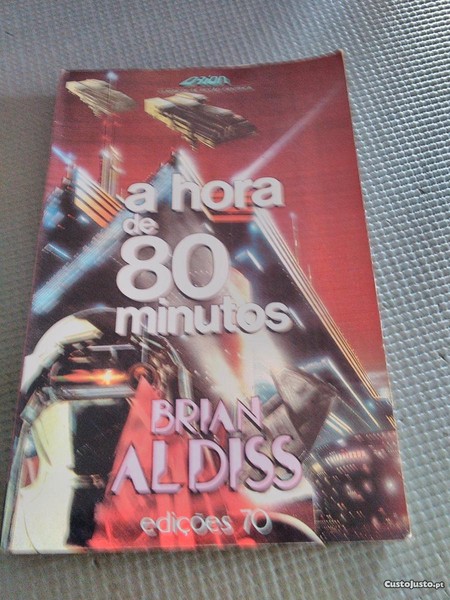 a hora
de
80
minutos
BRIAN
ALDISS
edições 70
CustoJusto.pt